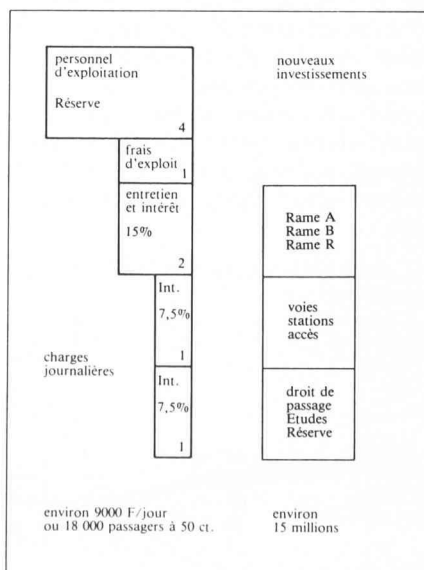 personnel
d'exploitation
Réserve
4
frais
d'exploit
1
entretien
et intérêt
15%
2
Int.
7,5%
1
Int.
7,5%
1
charges
journalières
environ 9000 F/jour
ou 18 000 passagers à 50 ct.
nouveaux
investissements
Rame A
Rame B
Rame R
voies
stations
accès
droit de
passage
Etudes
Réserve
environ
15 millions